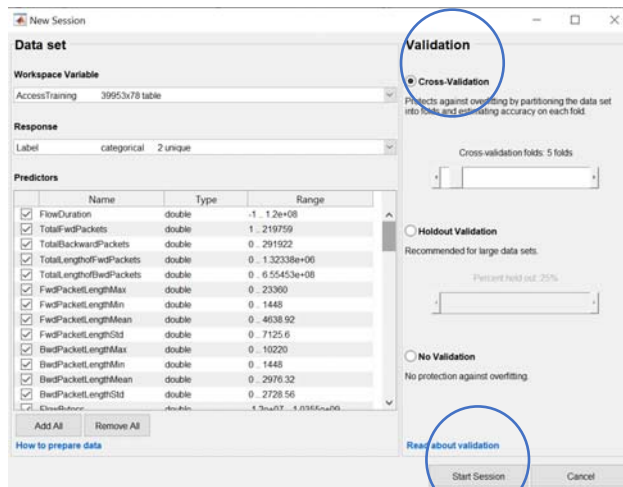 New Session
Data set
Workspace Variable
AccessTraining 39953x78 table
Response
Label categorical 2 unique
Predictors
Name Type Range
FlowDuration double -1 .. 1.2e+08
TotalFwdPackets double 1 .. 219759
TotalBackwardPackets double 0 .. 291922
TotalLengthofFwdPackets double 0 .. 1.32338e+06
TotalLengthofBwdPackets double 0 .. 6.55453e+08
FwdPacketLengthMax double 0 .. 23360
FwdPacketLengthMin double 0 .. 1448
FwdPacketLengthMean double 0 .. 4638.92
FwdPacketLengthStd double 0 .. 7125.6
BwdPacketLengthMax double 0 .. 10220
BwdPacketLengthMin double 0 .. 1448
BwdPacketLengthMean double 0 .. 2976.32
BwdPacketLengthStd double 0 .. 2728.56
double
Add All Remove All
How to prepare data
Validation
Cross-Validation
Protects against overfitting by partitioning the data set
into folds and estimating accuracy on each fold.
Cross-validation folds: 5 folds
Holdout Validation
Recommended for large data sets.
Percent held out: 25%
No Validation
No protection against overfitting.
Read about validation
Start Session Cancel